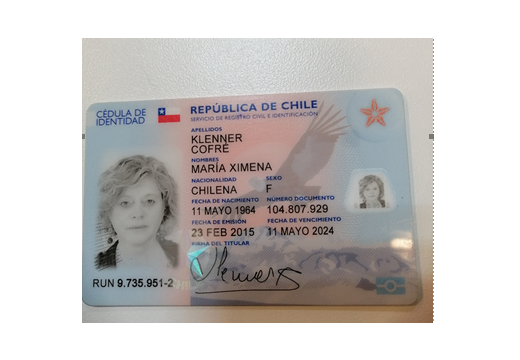 CÉDULA DE
IDENTIDAD
REPÚBLICA DE CHILE
SERVICIO DE REGISTRO CIVIL E IDENTIFICACIÓN
APELLIDOS
KLENNER
COFRÉ
NOMBRES
MARÍA XIMENA
NACIONALIDAD SEXO
CHILENA F
FECHA DE NACIMIENTO NÚMERO DOCUMENTO
11 MAYO 1964 104.807.929
FECHA DE EMISIÓN FECHA DE VENCIMIENTO
23 FEB 2015 11 MAYO 2024
FIRMA DEL TITULAR
RUN 9.735.951-2